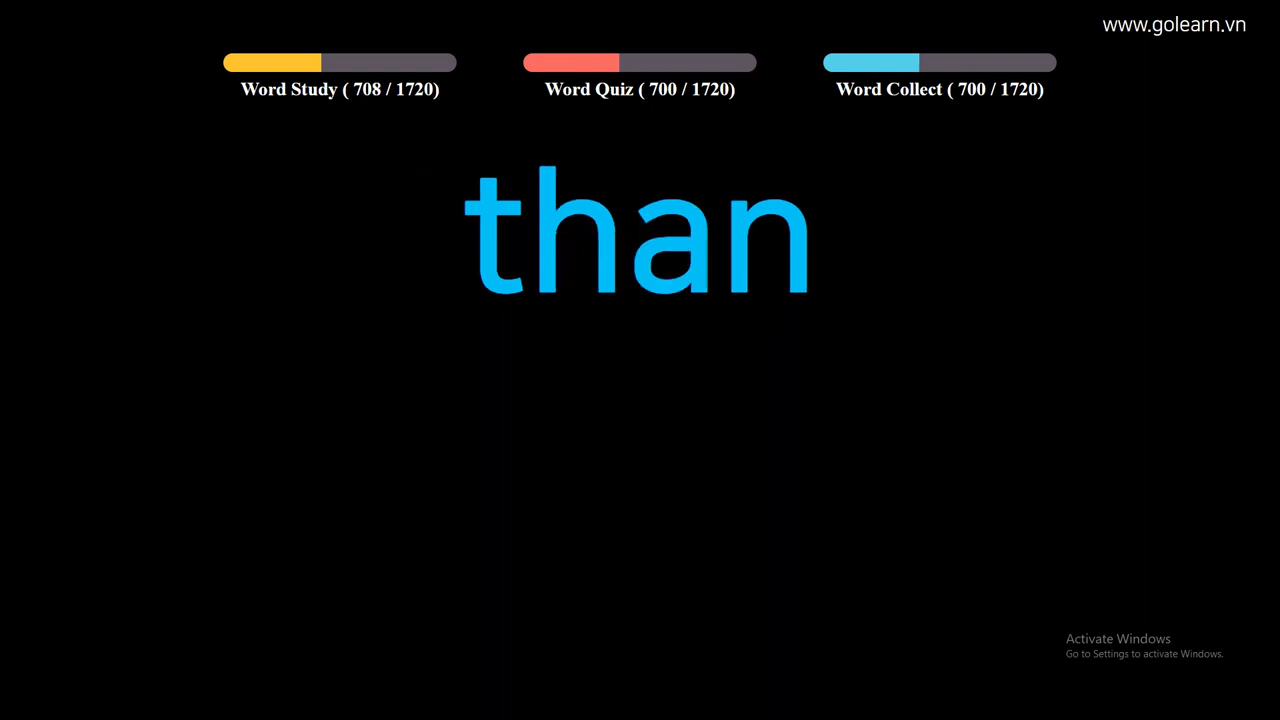 www.golearn.vn
Word Study ( 708 / 1720)
Word Quiz ( 700 / 1720)
Word Collect ( 700 / 1720)
than
Activate Windows
Go to Settings to activate Windows.